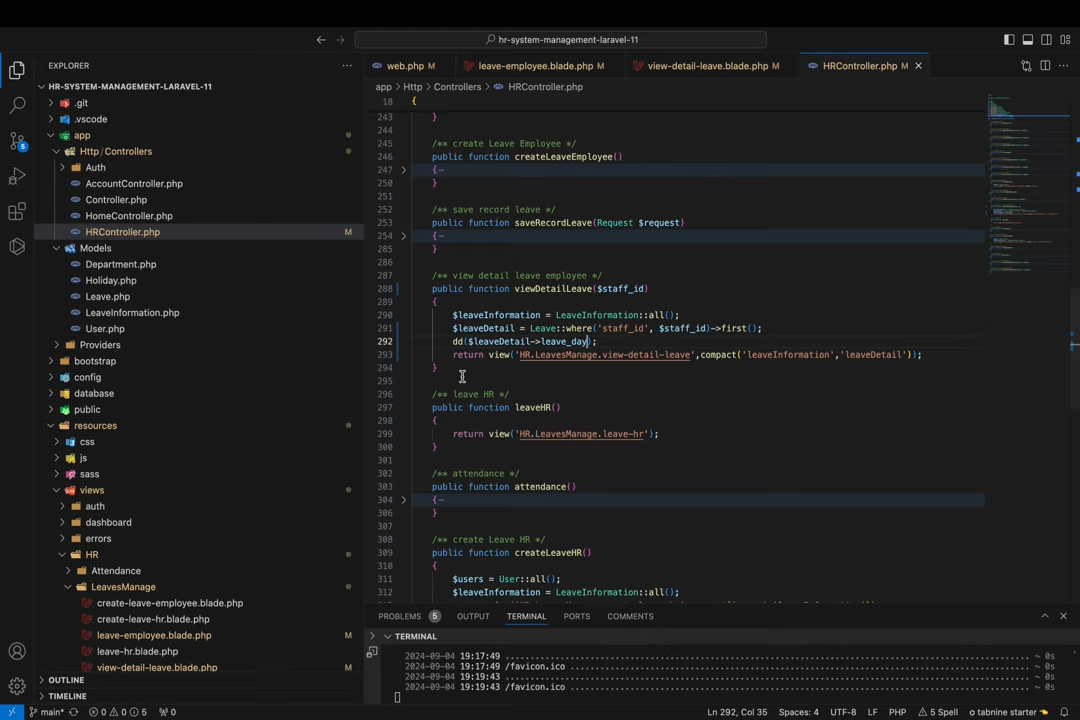 hr-system-management-laravel-11
EXPLORER
web.php M
leave-employee.blade.php M
view-detail-leave.blade.php M
HRController.php M
HR-SYSTEM-MANAGEMENT-LARAVEL-11
app > Http > Controllers > HRController.php
.git
.vscode
app
Http / Controllers
Auth
AccountController.php
Controller.php
HomeController.php
HRController.php M
Models
Department.php
Holiday.php
Leave.php
LeaveInformation.php
User.php
Providers
bootstrap
config
database
public
resources
css
js
sass
views
auth
dashboard
errors
HR
Attendance
LeavesManage
create-leave-employee.blade.php
create-leave-hr.blade.php
leave-employee.blade.php M
leave-hr.blade.php
view-detail-leave.blade.php M
OUTLINE
TIMELINE
18 {
243 }
244
245 /** create Leave Employee */
246 public function createLeaveEmployee()
247 {
250 }
251
252 /** save record leave */
253 public function saveRecordLeave(Request $request)
254 {
285 }
286
287 /** view detail leave employee */
288 public function viewDetailLeave($staff_id)
289 {
290 $leaveInformation = LeaveInformation::all();
291 $leaveDetail = Leave::where('staff_id', $staff_id)->first();
292 dd($leaveDetail->leave_day);
293 return view('HR.LeavesManage.view-detail-leave',compact('leaveInformation','leaveDetail'));
294 }
295
296 /** leave HR */
297 public function leaveHR()
298 {
299 return view('HR.LeavesManage.leave-hr');
300 }
301
302 /** attendance */
303 public function attendance()
304 {
306 }
307
308 /** create Leave HR */
309 public function createLeaveHR()
310 {
311 $users = User::all();
312 $leaveInformation = LeaveInformation::all();
PROBLEMS 5 OUTPUT TERMINAL PORTS COMMENTS
TERMINAL
2024-09-04 19:17:49 ~ 0s
2024-09-04 19:17:49 /favicon.ico ~ 0s
2024-09-04 19:19:43 ~ 0s
2024-09-04 19:19:43 /favicon.ico ~ 0s
main* 0 0 5 0
Ln 292, Col 35 Spaces: 4 UTF-8 LF PHP 5 Spell tabnine starter